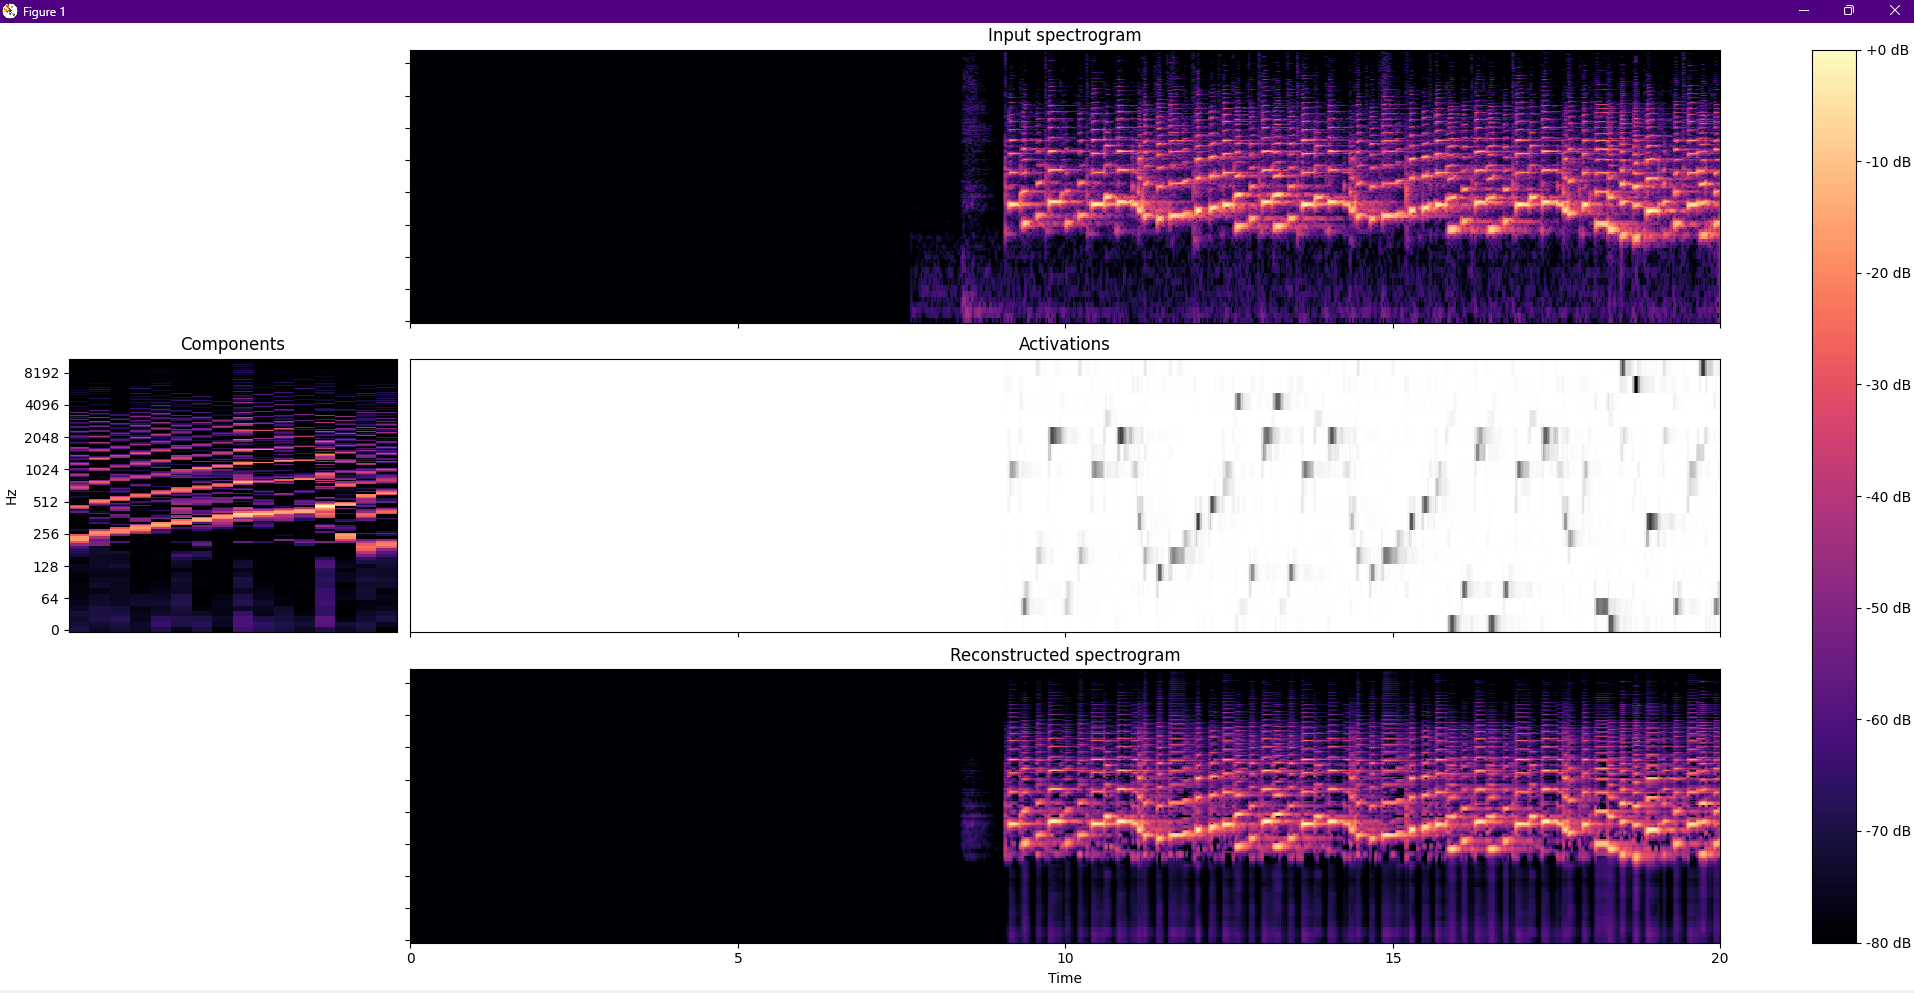 Figure 1
Input spectrogram
+0 dB
-10 dB
-20 dB
-30 dB
-40 dB
-50 dB
-60 dB
-70 dB
-80 dB
Components
Hz
8192
4096
2048
1024
512
256
128
64
0
Activations
Reconstructed spectrogram
0 5 10 15 20
Time